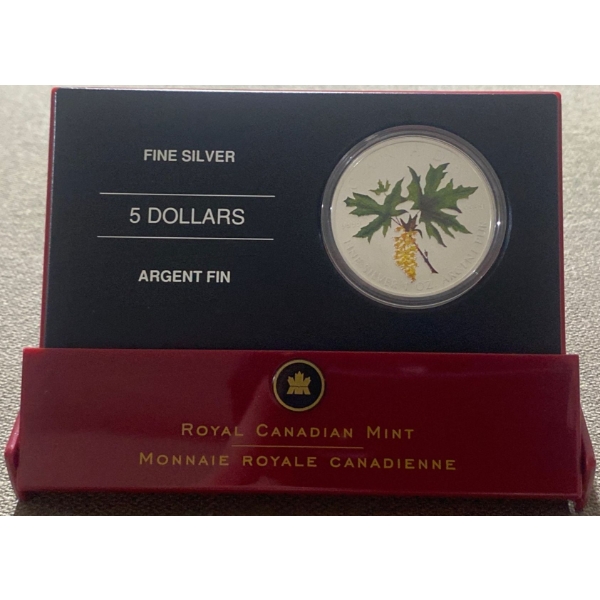 FINE SILVER
5 DOLLARS
ARGENT FIN
ROYAL CANADIAN MINT
MONNAIE ROYALE CANADIENNE